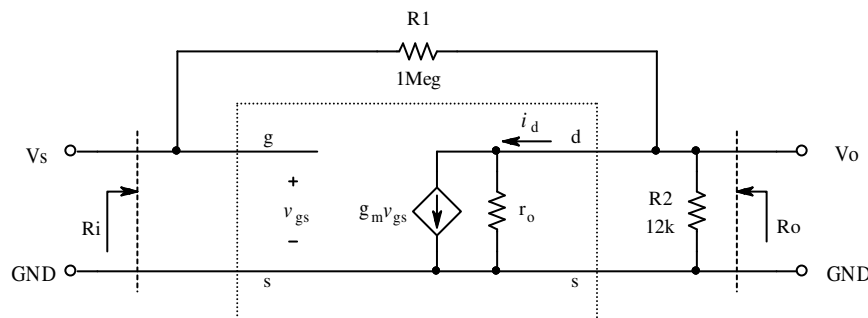 R1
1Meg
i_d
Vs
g
d
Vo
+
v_gs
−
g_m v_gs
r_o
R2
12k
Ri
Ro
GND
s
s
GND